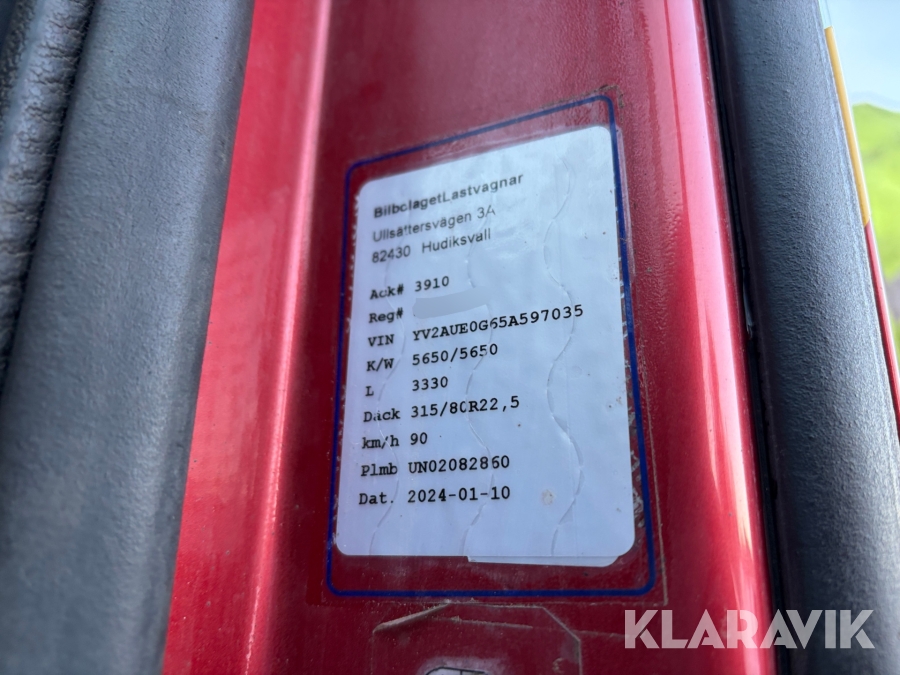 BilbolagetLastvagnar
Ullsättersvägen 3A
82430 Hudiksvall
Ack# 3910
Reg#
VIN YV2AUE0G65A597035
K/W 5650/5650
L 3330
Däck 315/80R22,5
km/h 90
Plmb UN02082860
Dat. 2024-01-10
KLARAVIK